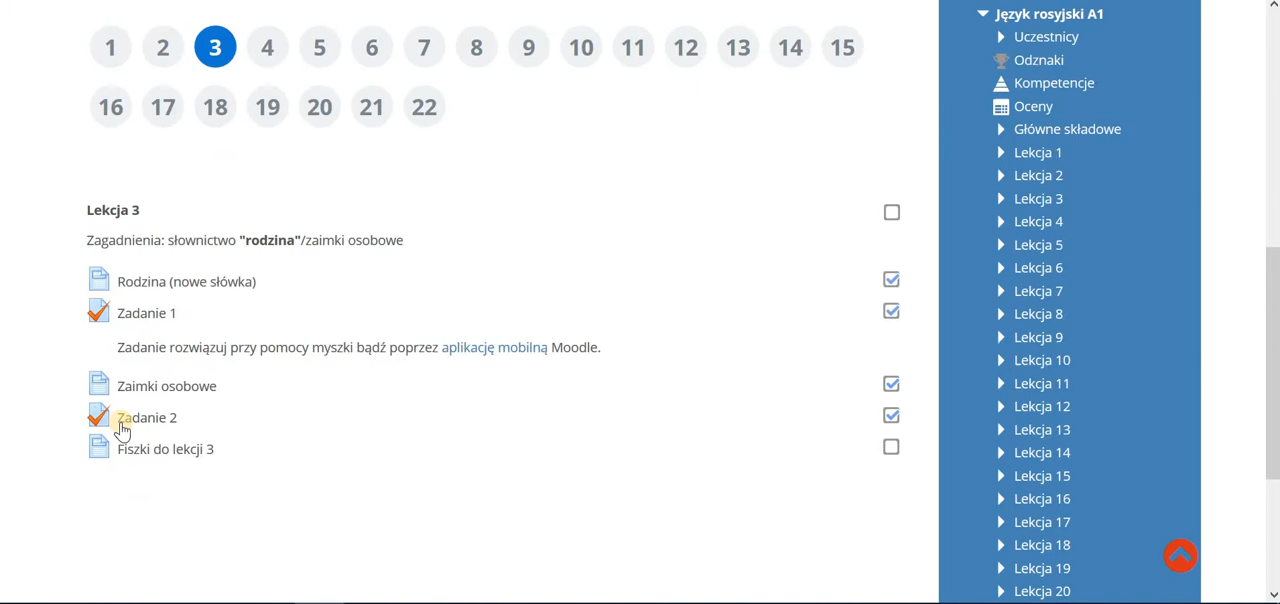 1 2 3 4 5 6 7 8 9 10 11 12 13 14 15
16 17 18 19 20 21 22
Lekcja 3
Zagadnienia: słownictwo "rodzina"/zaimki osobowe
Rodzina (nowe słówka)
Zadanie 1
Zadanie rozwiązuj przy pomocy myszki bądź poprzez aplikację mobilną Moodle.
Zaimki osobowe
Zadanie 2
Fiszki do lekcji 3
Język rosyjski A1
Uczestnicy
Odznaki
Kompetencje
Oceny
Główne składowe
Lekcja 1
Lekcja 2
Lekcja 3
Lekcja 4
Lekcja 5
Lekcja 6
Lekcja 7
Lekcja 8
Lekcja 9
Lekcja 10
Lekcja 11
Lekcja 12
Lekcja 13
Lekcja 14
Lekcja 15
Lekcja 16
Lekcja 17
Lekcja 18
Lekcja 19
Lekcja 20